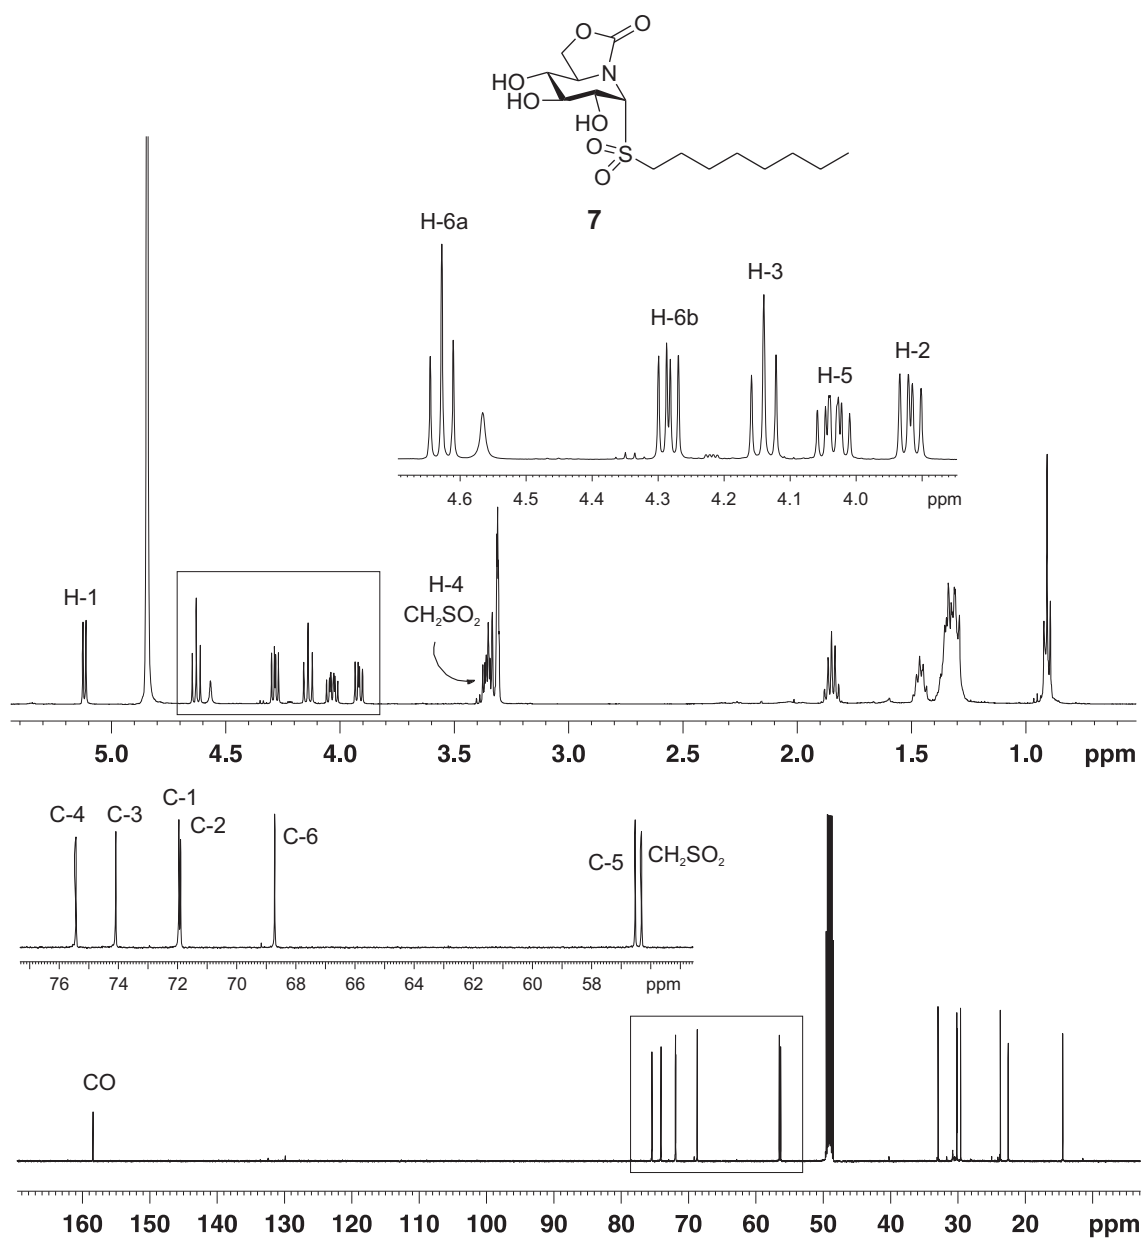 O
O
N
HO
HO
HO
O
S
O
7
H-6a
H-6b
H-3
H-5
H-2
4.6 4.5 4.4 4.3 4.2 4.1 4.0 ppm
H-1
H-4
CH₂SO₂
5.0 4.5 4.0 3.5 3.0 2.5 2.0 1.5 1.0 ppm
C-4 C-3 C-1
C-2
C-6
C-5 CH₂SO₂
76 74 72 70 68 66 64 62 60 58 ppm
CO
160 150 140 130 120 110 100 90 80 70 60 50 40 30 20 ppm